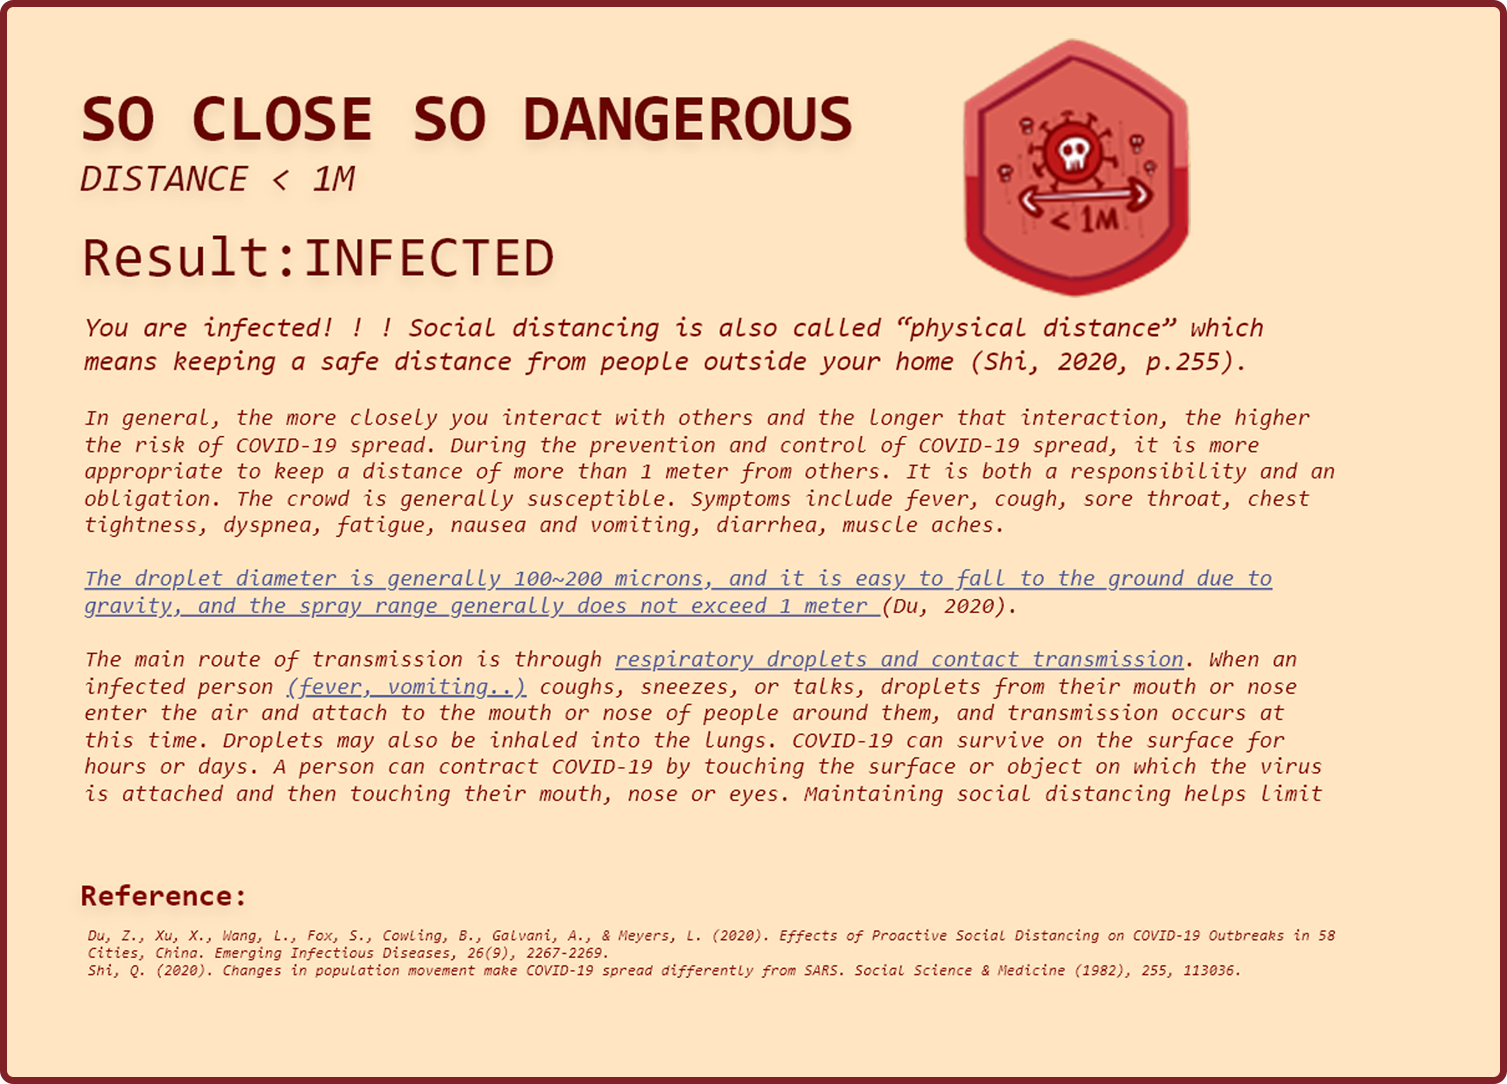 SO CLOSE SO DANGEROUS
DISTANCE < 1M
< 1M
Result:INFECTED
You are infected! ! ! Social distancing is also called “physical distance” which
means keeping a safe distance from people outside your home (Shi, 2020, p.255).
In general, the more closely you interact with others and the longer that interaction, the higher
the risk of COVID-19 spread. During the prevention and control of COVID-19 spread, it is more
appropriate to keep a distance of more than 1 meter from others. It is both a responsibility and an
obligation. The crowd is generally susceptible. Symptoms include fever, cough, sore throat, chest
tightness, dyspnea, fatigue, nausea and vomiting, diarrhea, muscle aches.
The droplet diameter is generally 100~200 microns, and it is easy to fall to the ground due to
gravity, and the spray range generally does not exceed 1 meter (Du, 2020).
The main route of transmission is through respiratory droplets and contact transmission. When an
infected person (fever, vomiting..) coughs, sneezes, or talks, droplets from their mouth or nose
enter the air and attach to the mouth or nose of people around them, and transmission occurs at
this time. Droplets may also be inhaled into the lungs. COVID-19 can survive on the surface for
hours or days. A person can contract COVID-19 by touching the surface or object on which the virus
is attached and then touching their mouth, nose or eyes. Maintaining social distancing helps limit
Reference:
Du, Z., Xu, X., Wang, L., Fox, S., Cowling, B., Galvani, A., & Meyers, L. (2020). Effects of Proactive Social Distancing on COVID-19 Outbreaks in 58
Cities, China. Emerging Infectious Diseases, 26(9), 2267-2269.
Shi, Q. (2020). Changes in population movement make COVID-19 spread differently from SARS. Social Science & Medicine (1982), 255, 113036.